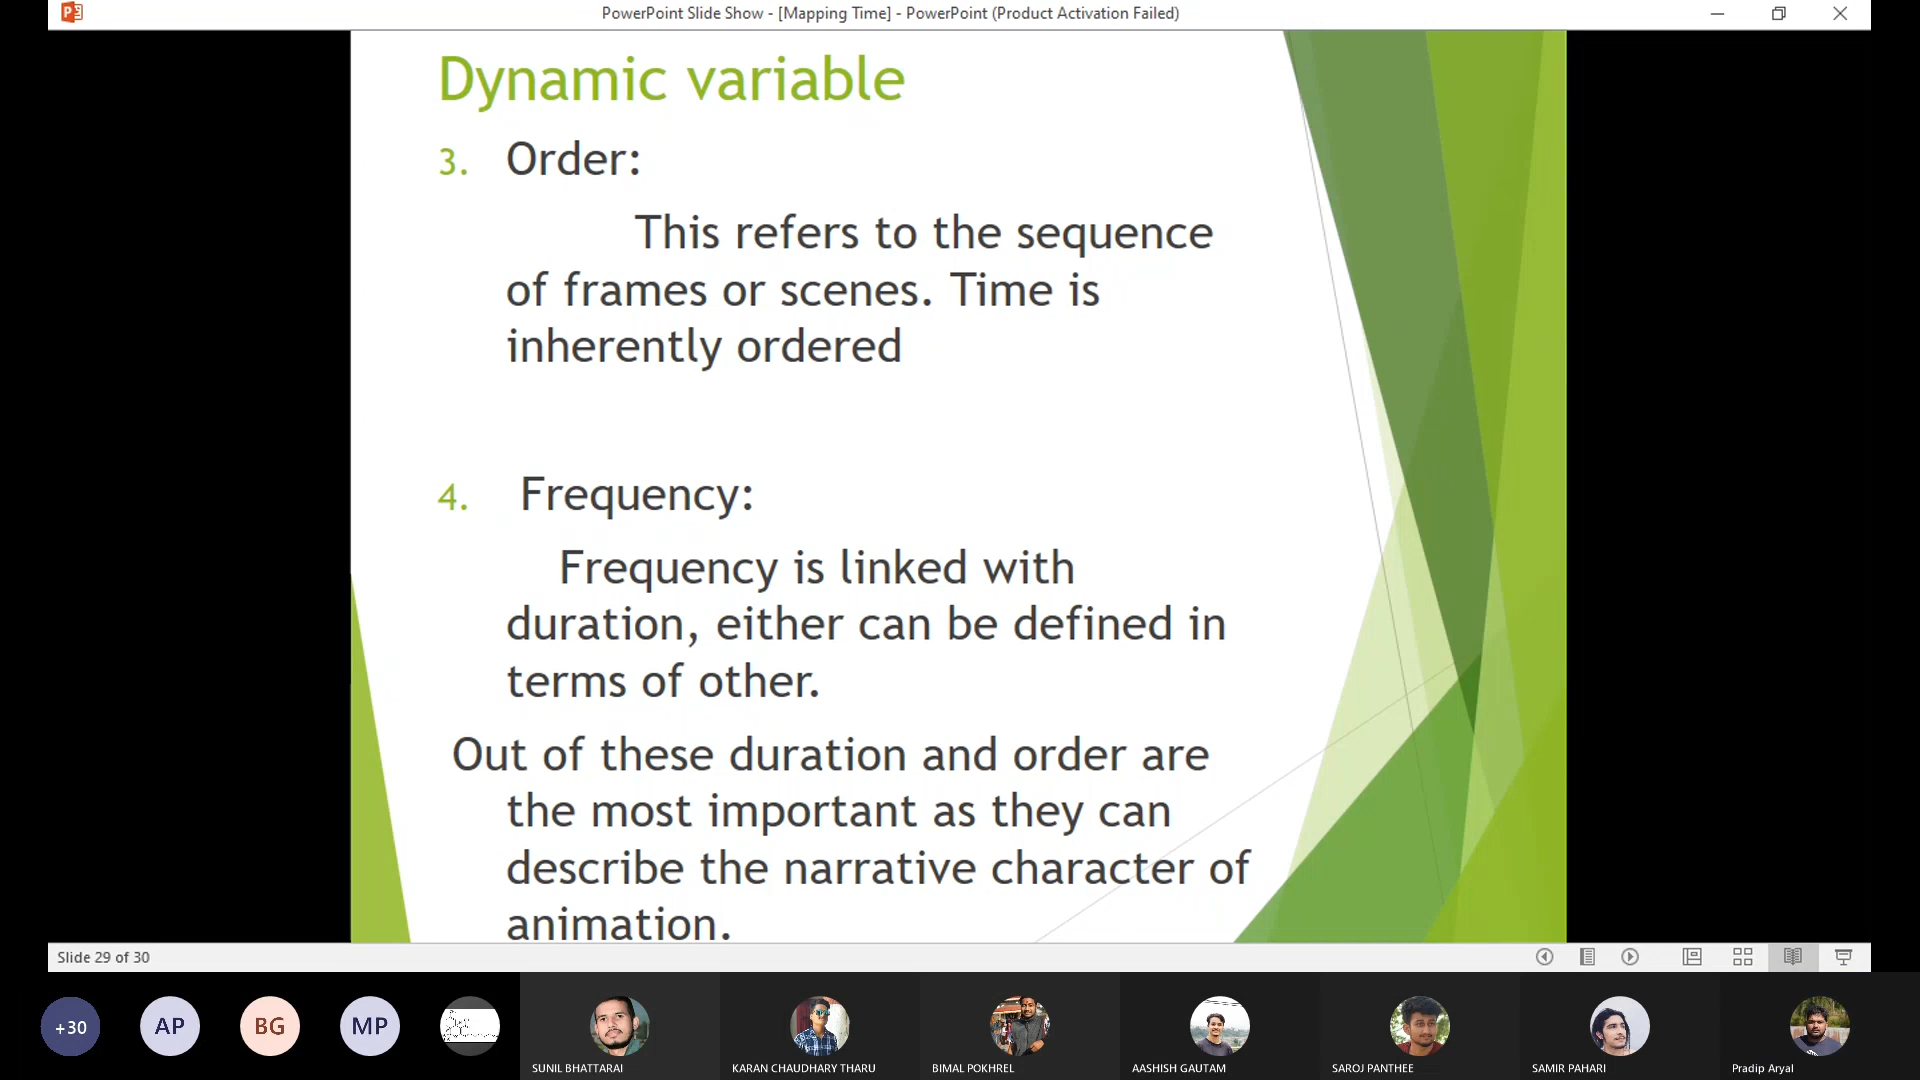 PowerPoint Slide Show - [Mapping Time] - PowerPoint (Product Activation Failed)
Dynamic variable
3. Order:
This refers to the sequence
of frames or scenes. Time is
inherently ordered
4. Frequency:
Frequency is linked with
duration, either can be defined in
terms of other.
Out of these duration and order are
the most important as they can
describe the narrative character of
animation.
Slide 29 of 30
+30
AP
BG
MP
SUNIL BHATTARAI
KARAN CHAUDHARY THARU
BIMAL POKHREL
AASHISH GAUTAM
SAROJ PANTHEE
SAMIR PAHARI
Pradip Aryal